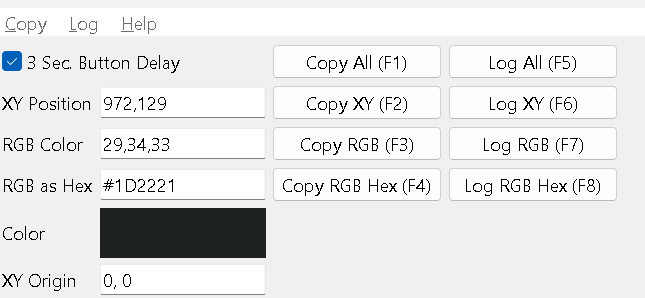 Copy Log Help
3 Sec. Button Delay Copy All (F1) Log All (F5)
XY Position 972,129 Copy XY (F2) Log XY (F6)
RGB Color 29,34,33 Copy RGB (F3) Log RGB (F7)
RGB as Hex #1D2221 Copy RGB Hex (F4) Log RGB Hex (F8)
Color
XY Origin 0, 0